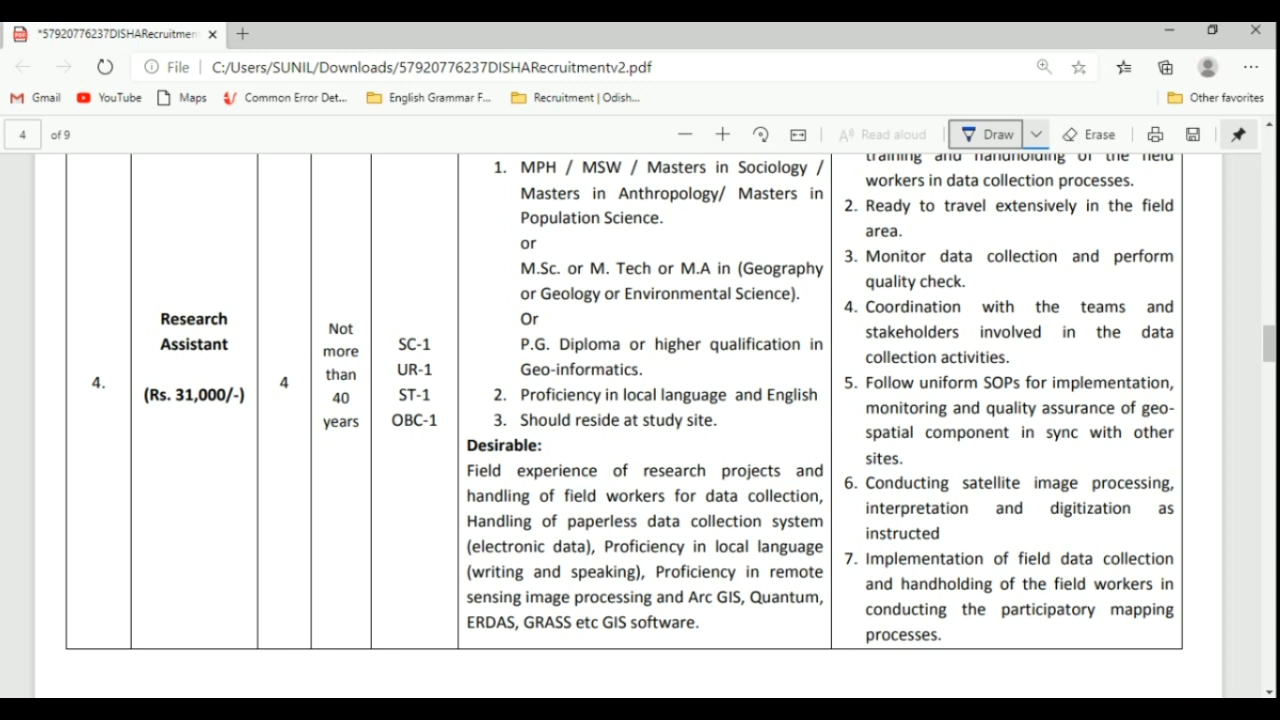 *57920776237DISHARecruitmen
File | C:/Users/SUNIL/Downloads/57920776237DISHARecruitmentv2.pdf
Gmail YouTube Maps Common Error Det... English Grammar F... Recruitment | Odish... Other favorites
4 of 9 Read aloud Draw Erase
4.
Research
Assistant
(Rs. 31,000/-)
4
Not
more
than
40
years
SC-1
UR-1
ST-1
OBC-1
1. MPH / MSW / Masters in Sociology /
Masters in Anthropology/ Masters in
Population Science.
or
M.Sc. or M. Tech or M.A in (Geography
or Geology or Environmental Science).
Or
P.G. Diploma or higher qualification in
Geo-informatics.
2. Proficiency in local language and English
3. Should reside at study site.
Desirable:
Field experience of research projects and
handling of field workers for data collection,
Handling of paperless data collection system
(electronic data), Proficiency in local language
(writing and speaking), Proficiency in remote
sensing image processing and Arc GIS, Quantum,
ERDAS, GRASS etc GIS software.
training and handholding of the field
workers in data collection processes.
2. Ready to travel extensively in the field
area.
3. Monitor data collection and perform
quality check.
4. Coordination with the teams and
stakeholders involved in the data
collection activities.
5. Follow uniform SOPs for implementation,
monitoring and quality assurance of geo-
spatial component in sync with other
sites.
6. Conducting satellite image processing,
interpretation and digitization as
instructed
7. Implementation of field data collection
and handholding of the field workers in
conducting the participatory mapping
processes.